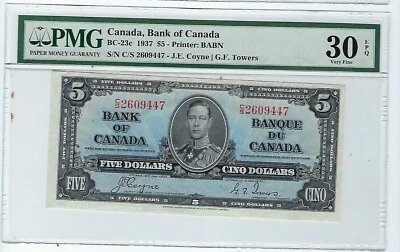 PMG
PAPER MONEY GUARANTY
Canada, Bank of Canada
BC-23c 1937 $5 - Printer: BABN
S/N C/S 2609447 - J.E. Coyne | G.F. Towers
30 EPQ
Very Fine
5 5
C/S 2609447 C/S 2609447
BANK OF CANADA
BANQUE DU CANADA
FIVE DOLLARS CINQ DOLLARS
FIVE CINQ
J.E. Coyne G.F. Towers
5